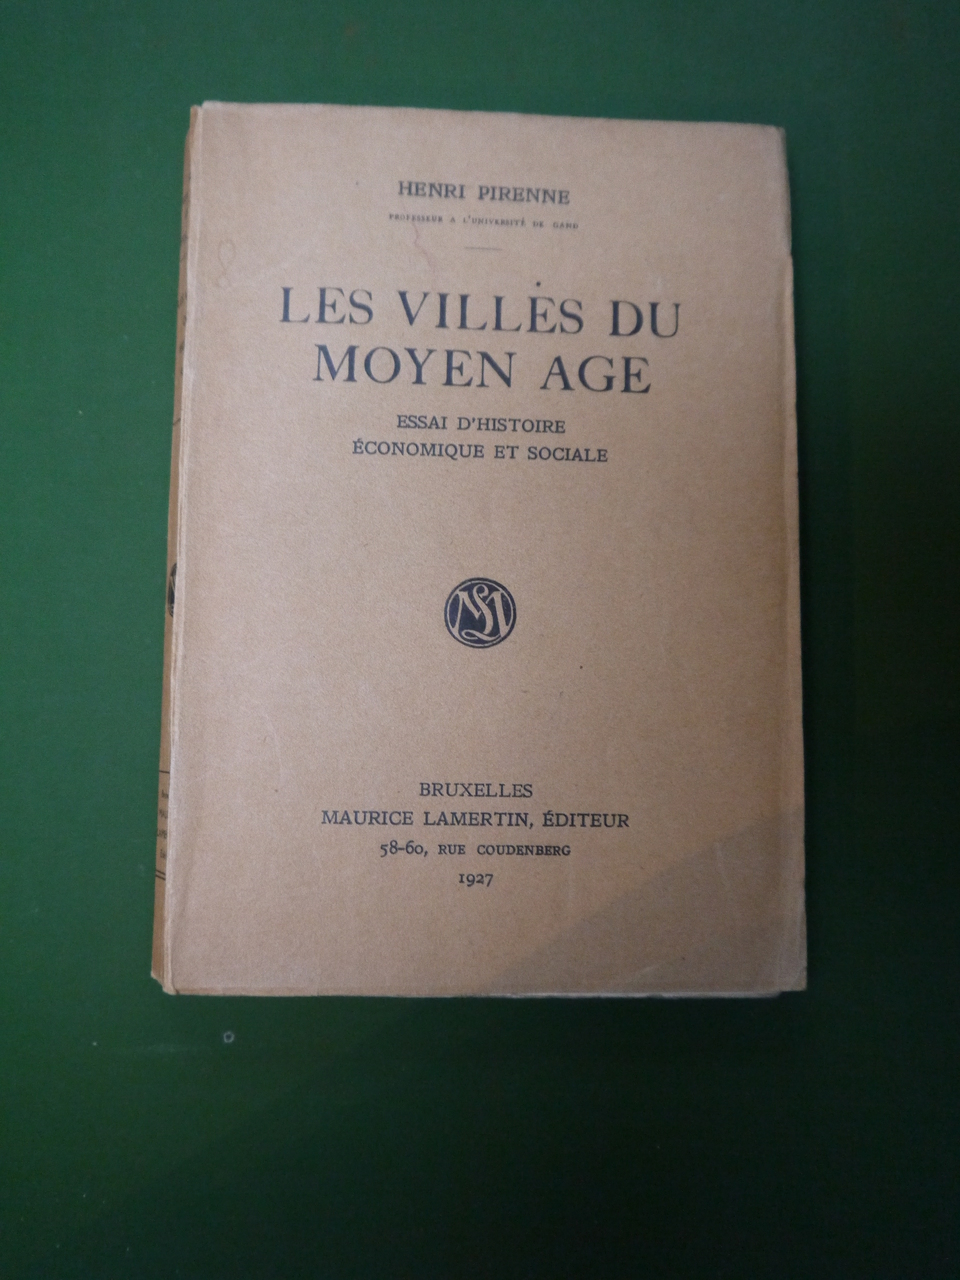 HENRI PIRENNE
PROFESSEUR A L'UNIVERSITÉ DE GAND
LES VILLES DU
MOYEN AGE
ESSAI D'HISTOIRE
ÉCONOMIQUE ET SOCIALE
BRUXELLES
MAURICE LAMERTIN, ÉDITEUR
58-60, RUE COUDENBERG
1927